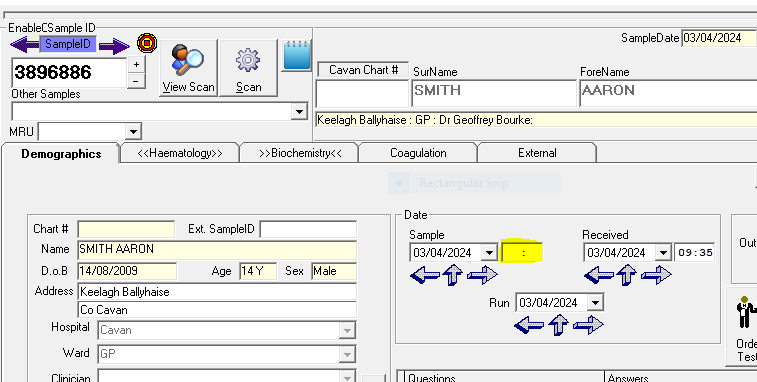 EnableCSample ID
SampleID
3896886
+
-
View Scan
Scan
Other Samples
MRU
SampleDate 03/04/2024
Cavan Chart #
SurName
ForeName
SMITH
AARON
Keelagh Ballyhaise : GP : Dr Geoffrey Bourke:
Demographics
<<Haematology>>
>>Biochemistry<<
Coagulation
External
Rectangular Snip
Chart #
Ext. SampleID
Name SMITH AARON
D.o.B 14/08/2009 Age 14 Y Sex Male
Address Keelagh Ballyhaise
Co Cavan
Hospital Cavan
Ward GP
Clinician
Date
Sample
03/04/2024 :
Received
03/04/2024 09:35
Run 03/04/2024
Out
Orde
Test
Questions
Answers